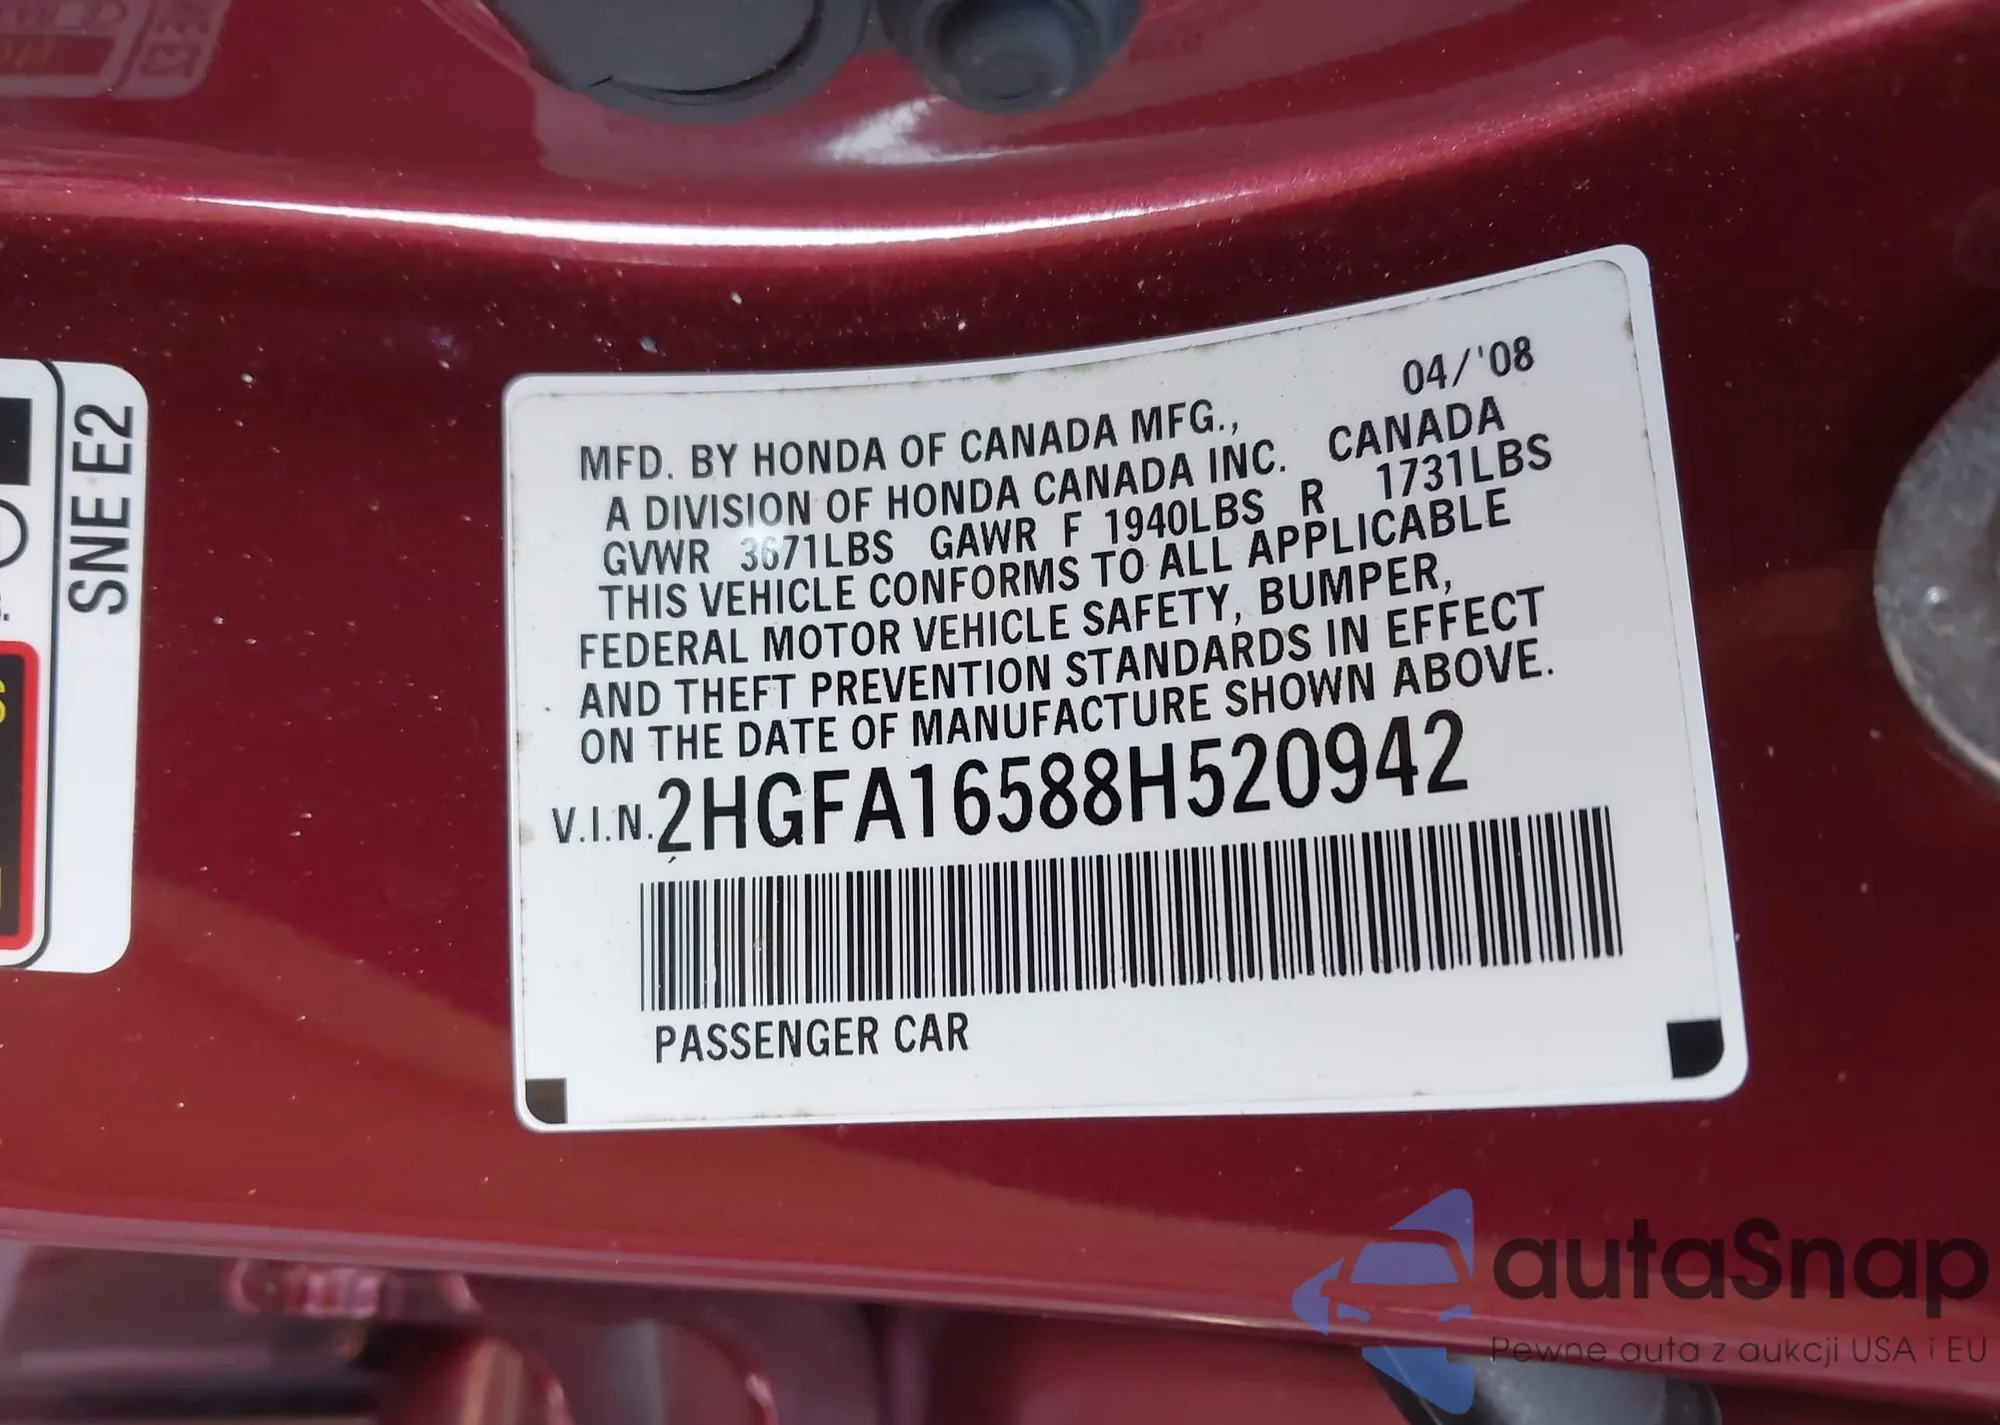 SNE E2
04/'08
MFD. BY HONDA OF CANADA MFG.,
A DIVISION OF HONDA CANADA INC. CANADA
GVWR 3671LBS GAWR F 1940LBS R 1731LBS
THIS VEHICLE CONFORMS TO ALL APPLICABLE
FEDERAL MOTOR VEHICLE SAFETY, BUMPER,
AND THEFT PREVENTION STANDARDS IN EFFECT
ON THE DATE OF MANUFACTURE SHOWN ABOVE.
V.I.N. 2HGFA16588H520942
PASSENGER CAR
autaSnap
Pewne auta z aukcji USA i EU